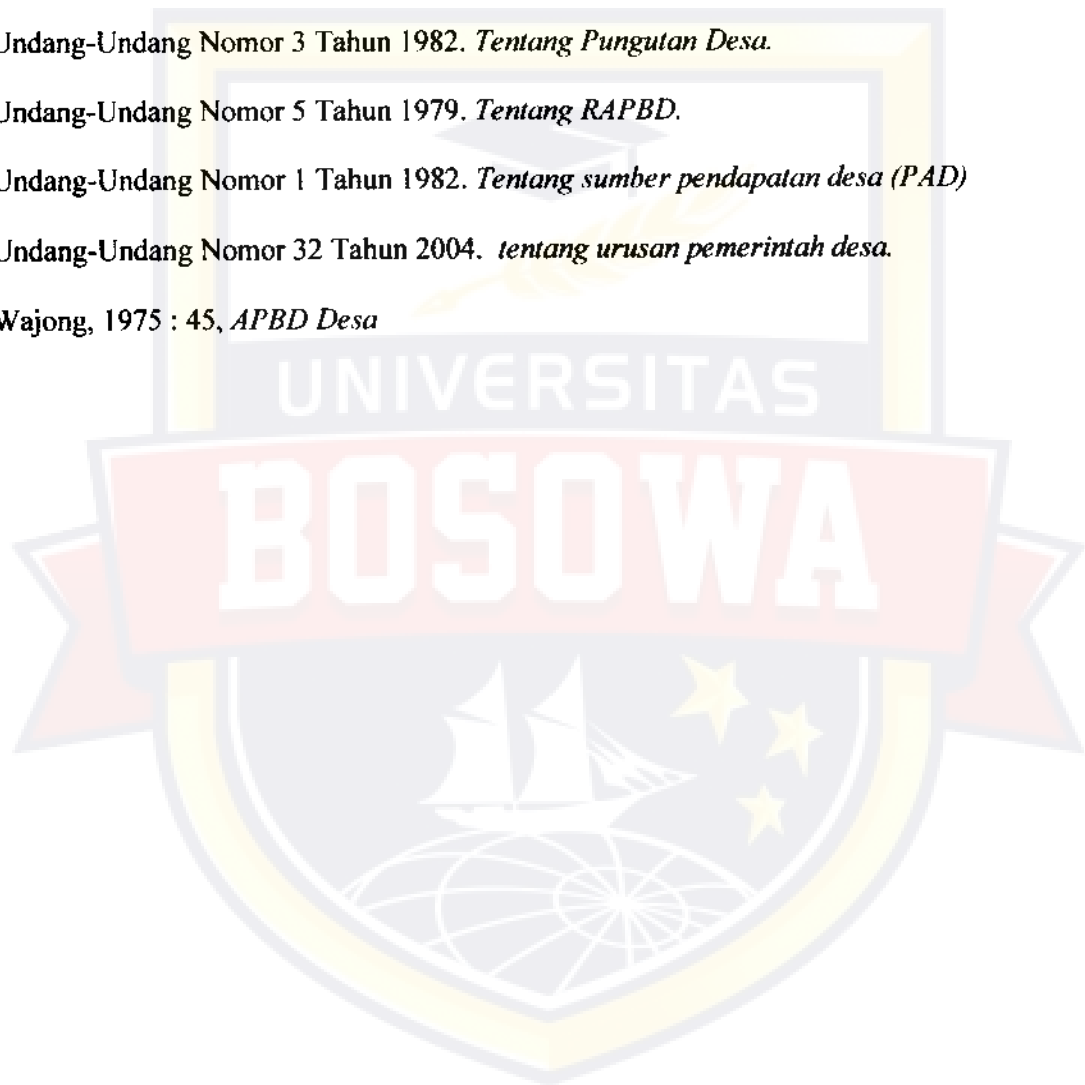 Undang-Undang Nomor 3 Tahun 1982. Tentang Pungutan Desa.
Undang-Undang Nomor 5 Tahun 1979. Tentang RAPBD.
Undang-Undang Nomor 1 Tahun 1982. Tentang sumber pendapatan desa (PAD)
Undang-Undang Nomor 32 Tahun 2004. tentang urusan pemerintah desa.
Wajong, 1975 : 45, APBD Desa
UNIVERSITAS
BOSOWA